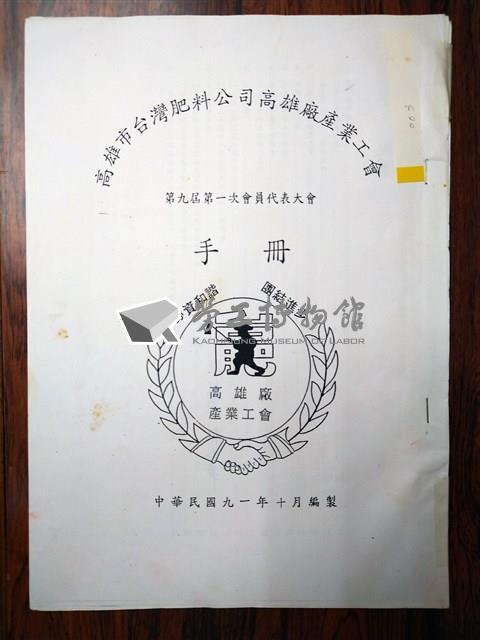 高雄市台灣肥料公司高雄廠產業工會
第九屆第一次會員代表大會
手冊
資和諧 團結進步
勞工博物館
KAOHSIUNG MUSEUM OF LABOR
高雄廠
產業工會
中華民國九一年十月編製